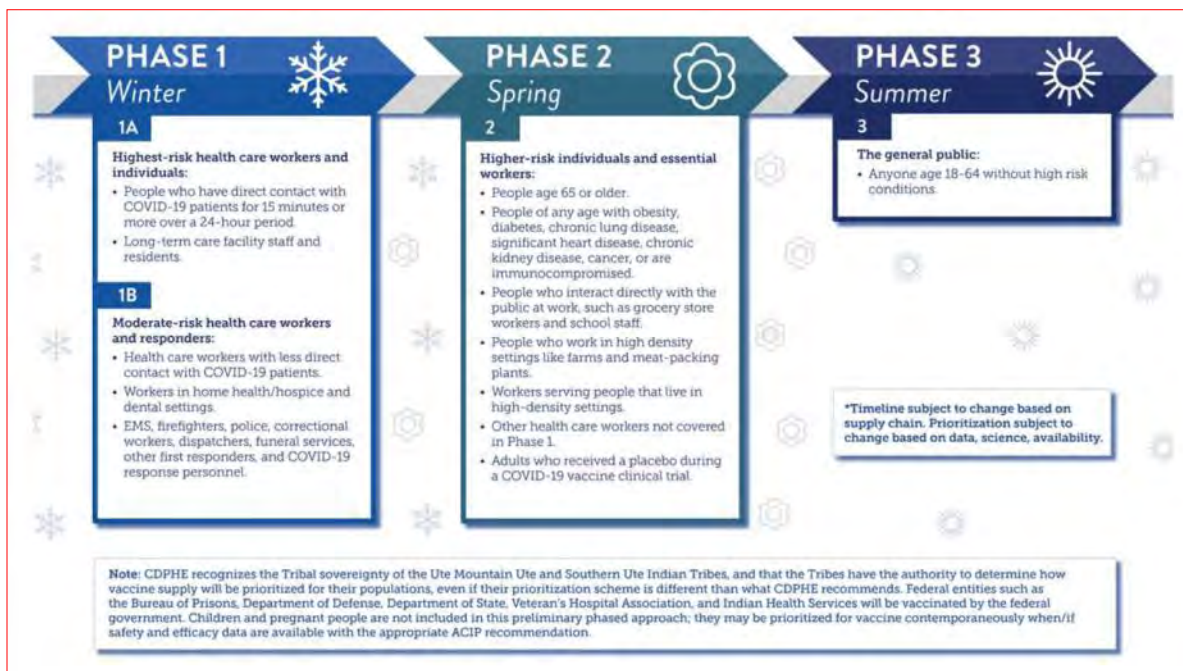 PHASE 1
Winter
1A
Highest-risk health care workers and
individuals:
• People who have direct contact with
COVID-19 patients for 15 minutes or
more over a 24-hour period.
• Long-term care facility staff and
residents.
1B
Moderate-risk health care workers
and responders:
• Health care workers with less direct
contact with COVID-19 patients.
• Workers in home health/hospice and
dental settings.
• EMS, firefighters, police, correctional
workers, dispatchers, funeral services,
other first responders, and COVID-19
response personnel.
PHASE 2
Spring
2
Higher-risk individuals and essential
workers:
• People age 65 or older.
• People of any age with obesity,
diabetes, chronic lung disease,
significant heart disease, chronic
kidney disease, cancer, or are
immunocompromised.
• People who interact directly with the
public at work, such as grocery store
workers and school staff.
• People who work in high density
settings like farms and meat-packing
plants.
• Workers serving people that live in
high-density settings.
• Other health care workers not covered
in Phase 1.
• Adults who received a placebo during
a COVID-19 vaccine clinical trial.
PHASE 3
Summer
3
The general public:
• Anyone age 18-64 without high risk
conditions.
*Timeline subject to change based on
supply chain. Prioritization subject to
change based on data, science, availability.
Note: CDPHE recognizes the Tribal sovereignty of the Ute Mountain Ute and Southern Ute Indian Tribes, and that the Tribes have the authority to determine how
vaccine supply will be prioritized for their populations, even if their prioritization scheme is different than what CDPHE recommends. Federal entities such as
the Bureau of Prisons, Department of Defense, Department of State, Veteran's Hospital Association, and Indian Health Services will be vaccinated by the federal
government. Children and pregnant people are not included in this preliminary phased approach; they may be prioritized for vaccine contemporaneously when/if
safety and efficacy data are available with the appropriate ACIP recommendation.